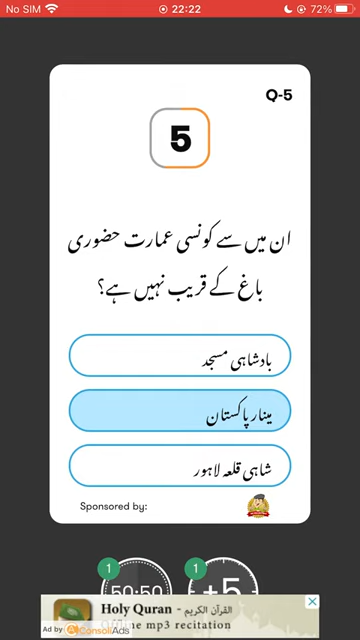 No SIM 22:22 72%
Q-5
5
ان میں سے کونسی عمارت حضوری
باغ کے قریب نہیں ہے؟
بادشاہی مسجد
مینار پاکستان
شاہی قلعہ لاہور
Sponsored by:
1 1
50:50 +5
Holy Quran - القرآن الكريم
offline mp3 recitation
Ad by ConsoliAds